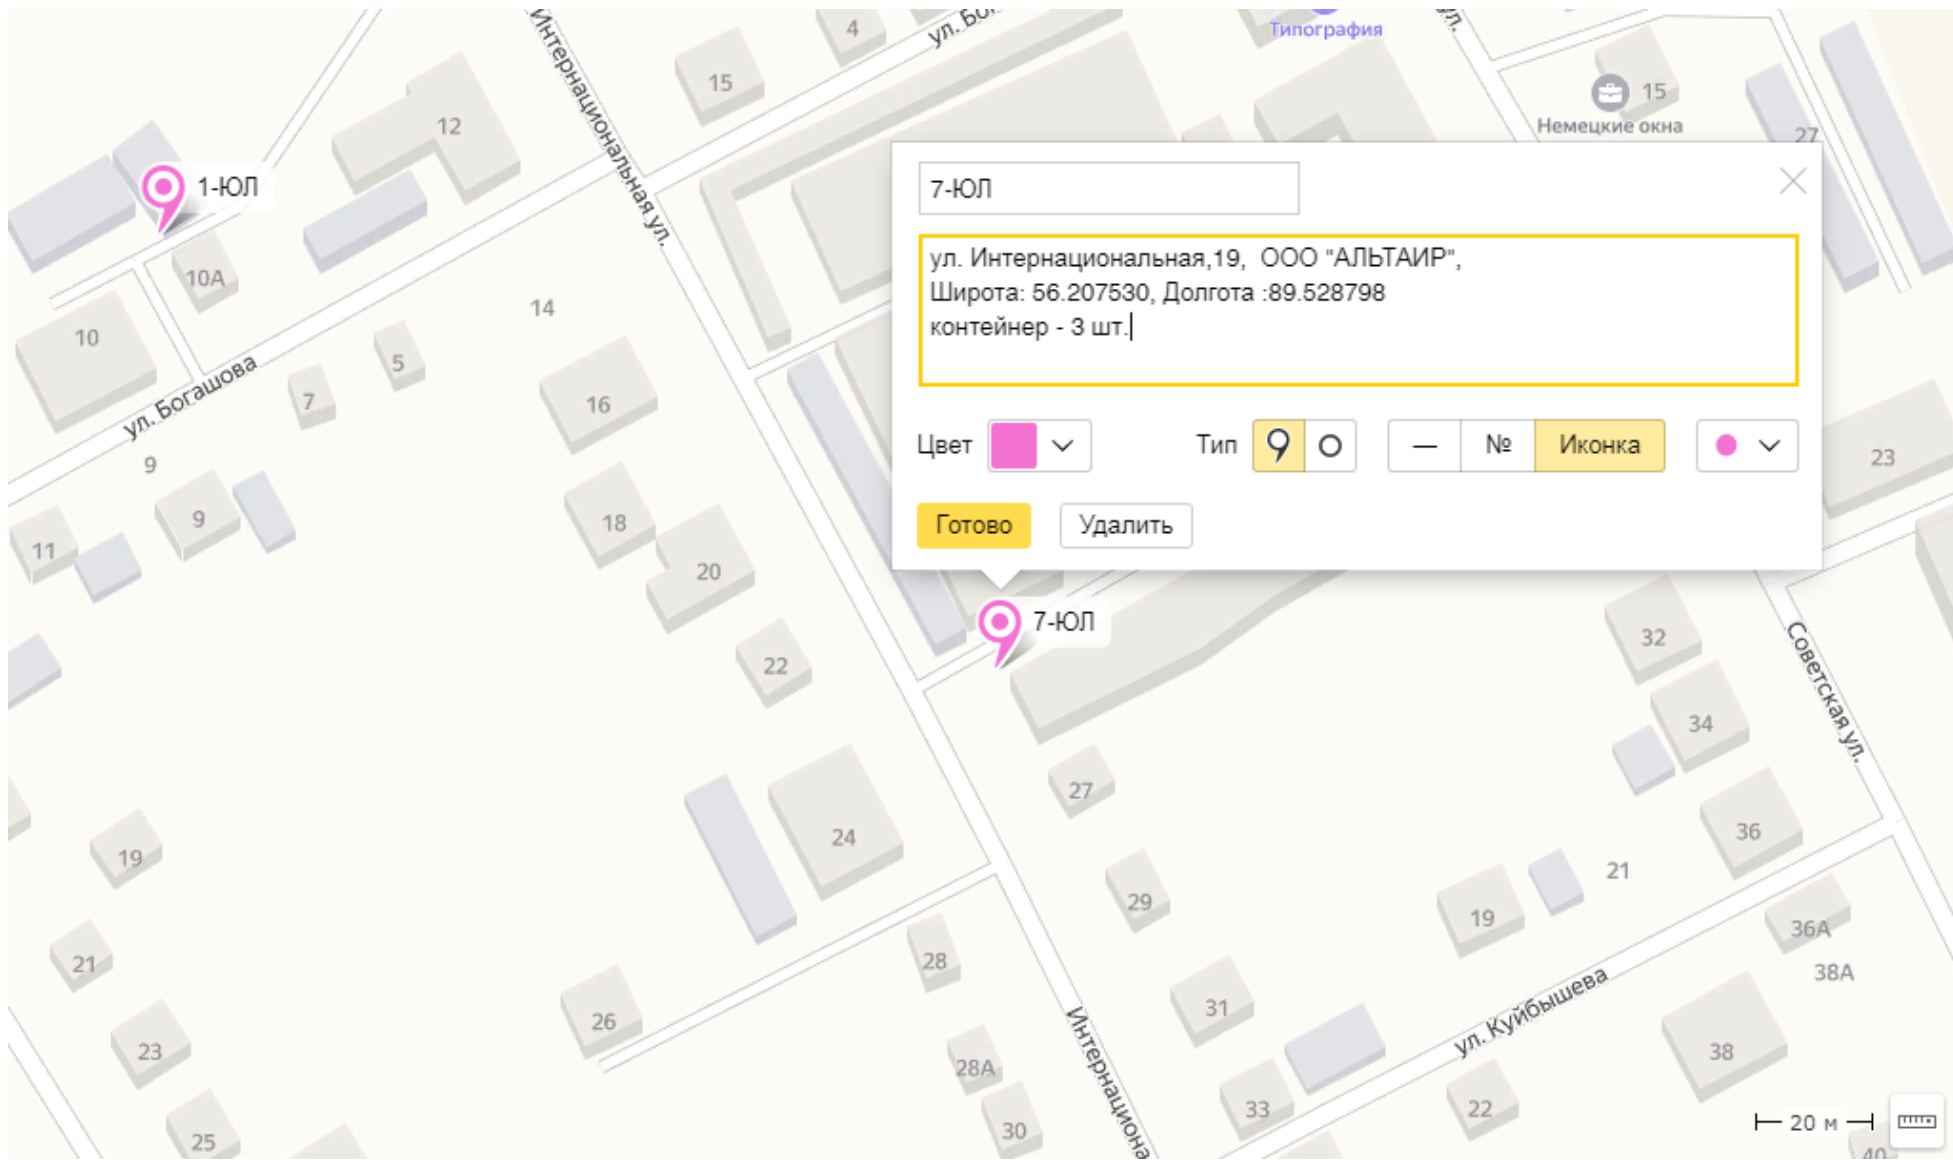 4
ул. Бог
Типография
ул.
Интернациональная ул.
15
12
15
Немецкие окна
27
1-ЮЛ
7-ЮЛ
ул. Интернациональная,19,  ООО "АЛЬТАИР",
Широта: 56.207530, Долгота :89.528798
контейнер - 3 шт.
10А
14
10
5
7
ул. Богашова
16
Цвет
Тип
—
№
Иконка
23
9
9
18
Готово
Удалить
11
20
7-ЮЛ
32
22
Советская ул.
34
27
24
36
19
21
29
19
36А
21
28
38А
26
31
ул. Куйбышева
23
38
28А
Интернациона
33
22
20 м
25
30
40